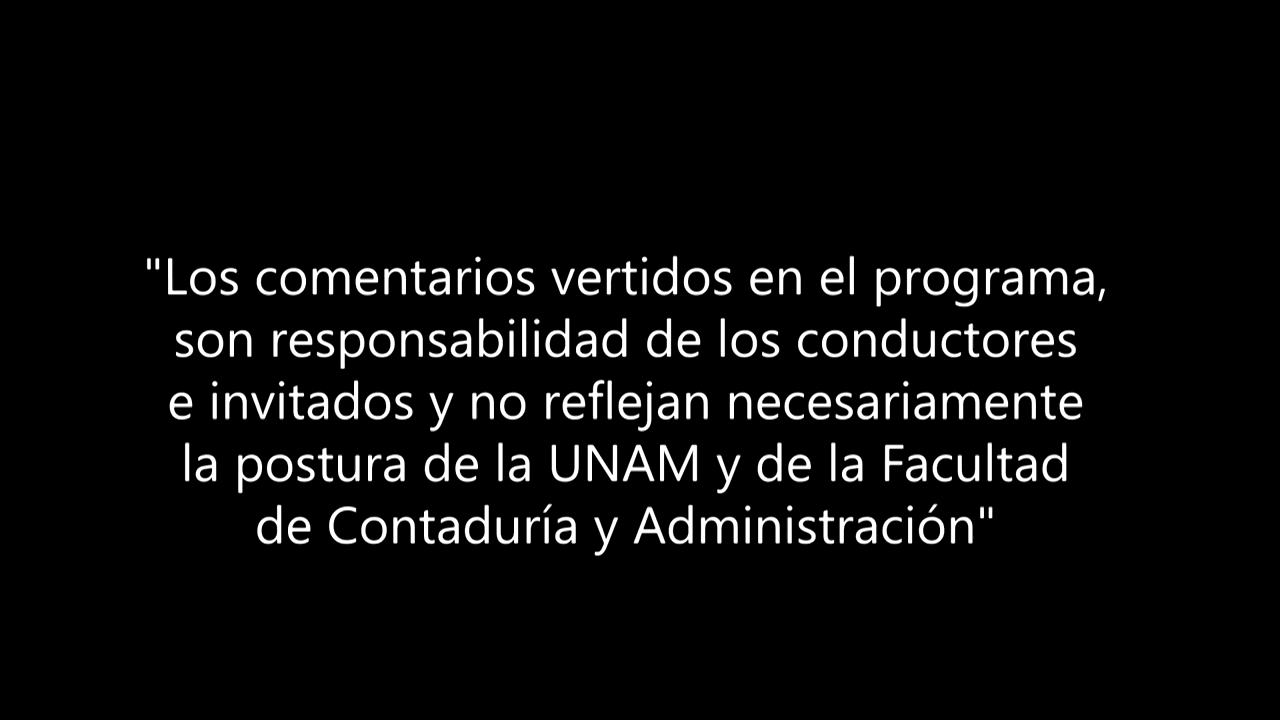 "Los comentarios vertidos en el programa,
son responsabilidad de los conductores
e invitados y no reflejan necesariamente
la postura de la UNAM y de la Facultad
de Contaduría y Administración"